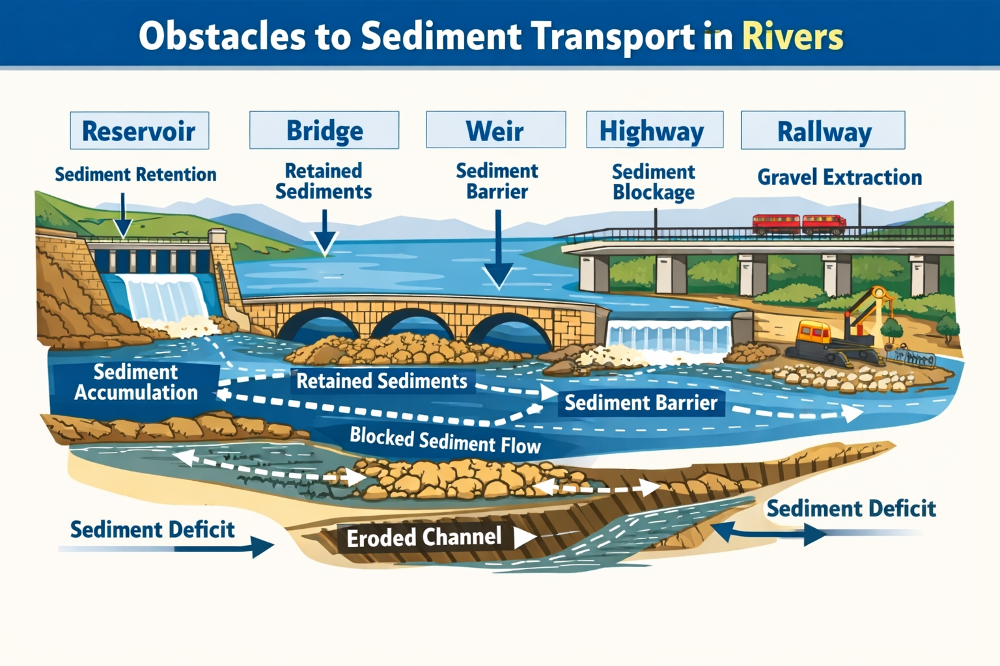 Obstacles to Sediment Transport in Rivers
Reservoir
Bridge
Weir
Highway
Rallway
Sediment Retention
Retained
Sediments
Sediment
Barrier
Sediment
Blockage
Gravel Extraction
Sediment
Accumulation
Retained Sediments
Sediment Barrier
Blocked Sediment Flow
Sediment Deficit
Eroded Channel
Sediment Deficit